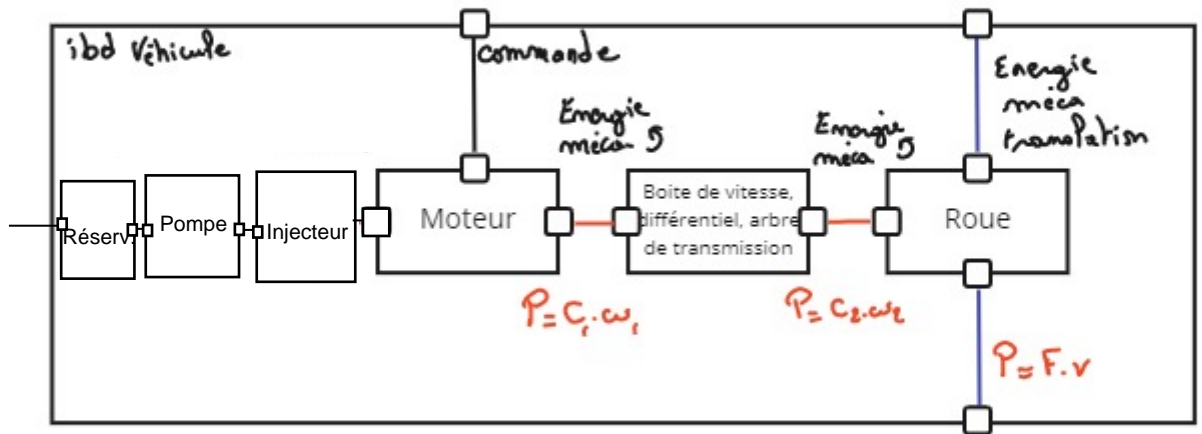 ibd Véhicule
commande
Energie
méca
translation
Energie
méca
Energie
méca
Réserv.
Pompe
Injecteur
Moteur
Boite de vitesse,
différentiel, arbre
de transmission
Roue
P=C₁.ω₁
P=C₂.ω₂
P=F.v